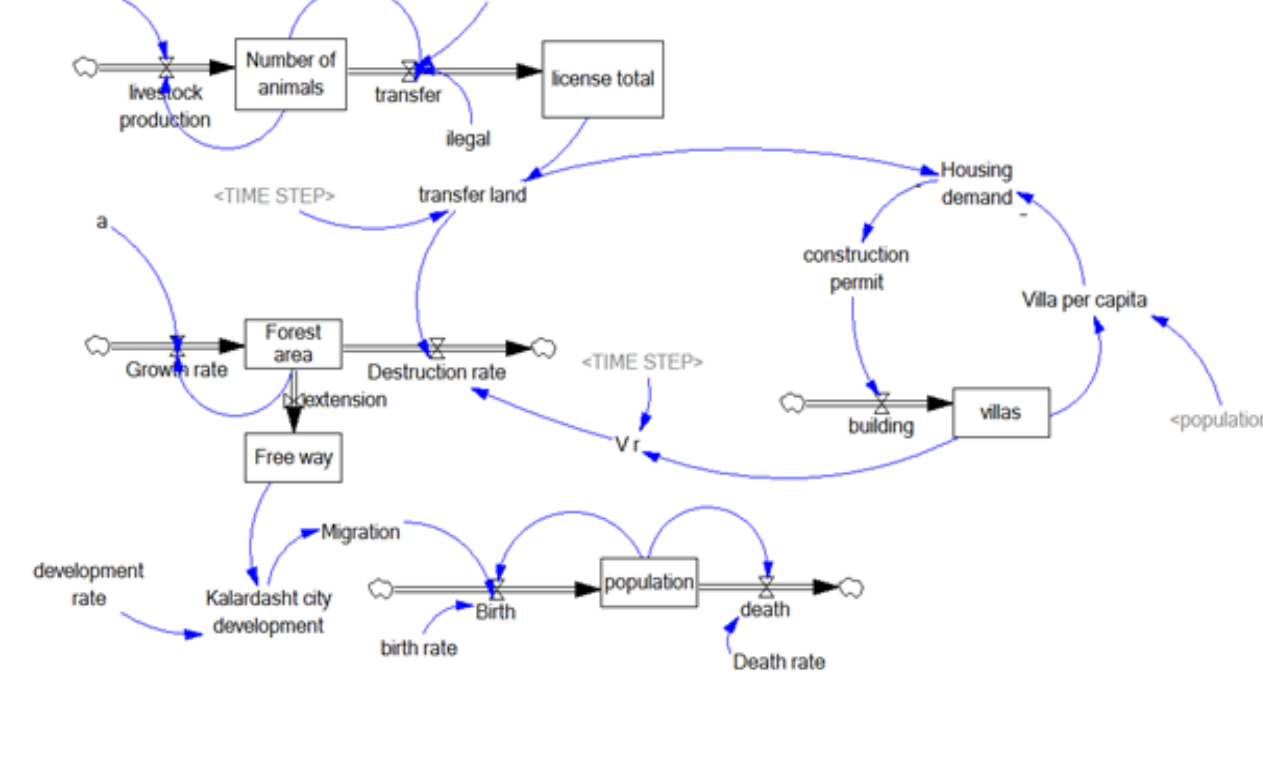 Number of
animals
livestock
production
transfer
license total
ilegal
<TIME STEP>
transfer land
Housing
demand
a
construction
permit
Villa per capita
Forest
area
Growth rate
Destruction rate
<TIME STEP>
extension
villas
building
<population
V r
Free way
Migration
development
rate
Kalardasht city
development
population
Birth
death
birth rate
Death rate